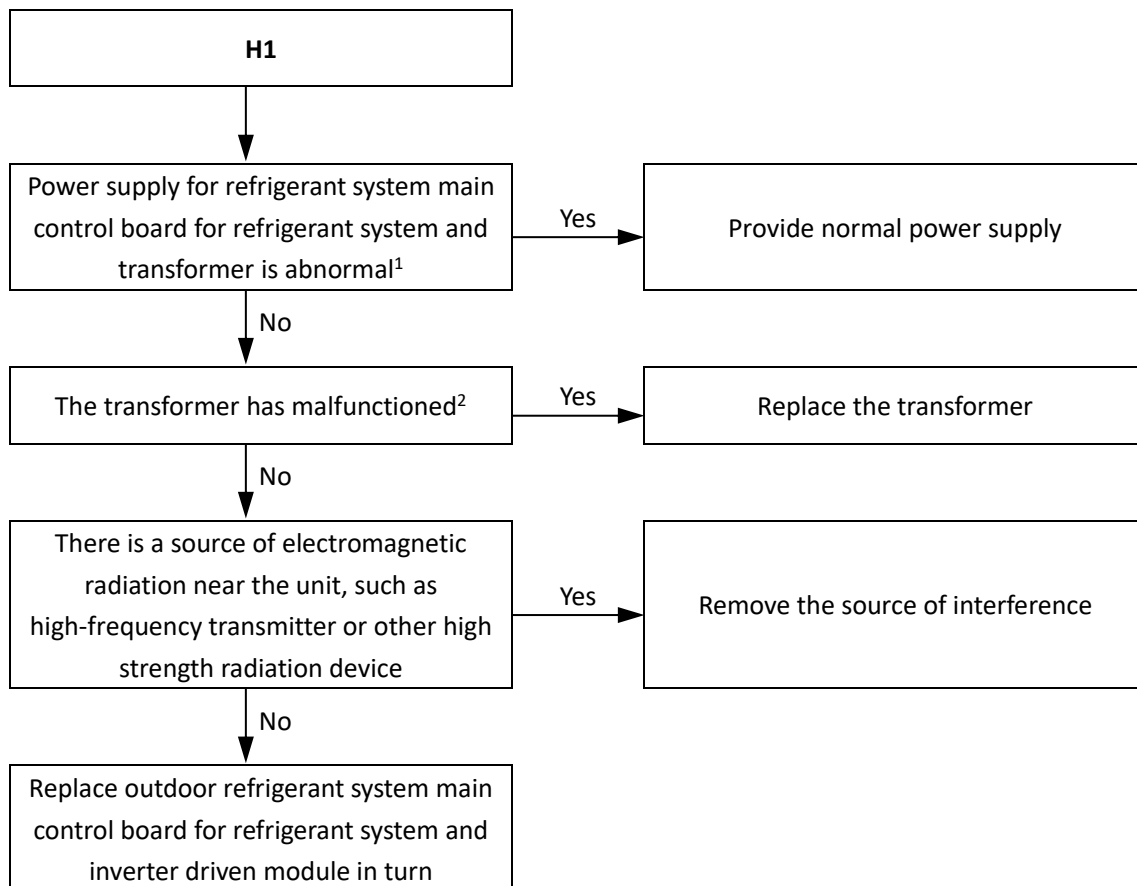 H1
Power supply for refrigerant system main
control board for refrigerant system and
transformer is abnormal¹
Yes
Provide normal power supply
No
The transformer has malfunctioned²
Yes
Replace the transformer
No
There is a source of electromagnetic
radiation near the unit, such as
high-frequency transmitter or other high
strength radiation device
Yes
Remove the source of interference
No
Replace outdoor refrigerant system main
control board for refrigerant system and
inverter driven module in turn